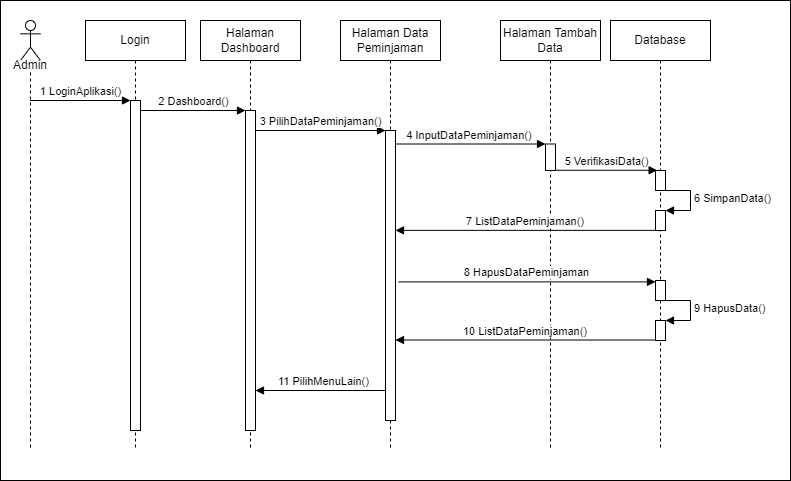 Admin
Login
Halaman
Dashboard
Halaman Data
Peminjaman
Halaman Tambah
Data
Database
1 LoginAplikasi()
2 Dashboard()
3 PilihDataPeminjaman()
4 InputDataPeminjaman()
5 VerifikasiData()
6 SimpanData()
7 ListDataPeminjaman()
8 HapusDataPeminjaman
9 HapusData()
10 ListDataPeminjaman()
11 PilihMenuLain()